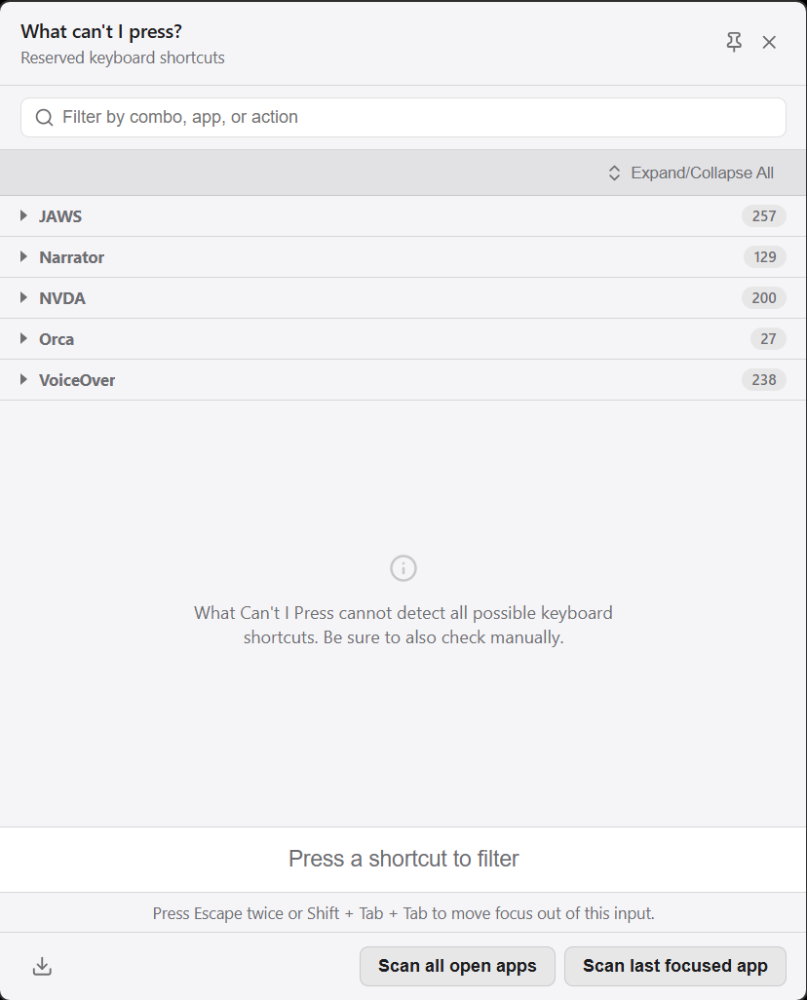 What can't I press?
Reserved keyboard shortcuts
Filter by combo, app, or action
Expand/Collapse All
JAWS 257
Narrator 129
NVDA 200
Orca 27
VoiceOver 238
What Can't I Press cannot detect all possible keyboard
shortcuts. Be sure to also check manually.
Press a shortcut to filter
Press Escape twice or Shift + Tab + Tab to move focus out of this input.
Scan all open apps Scan last focused app